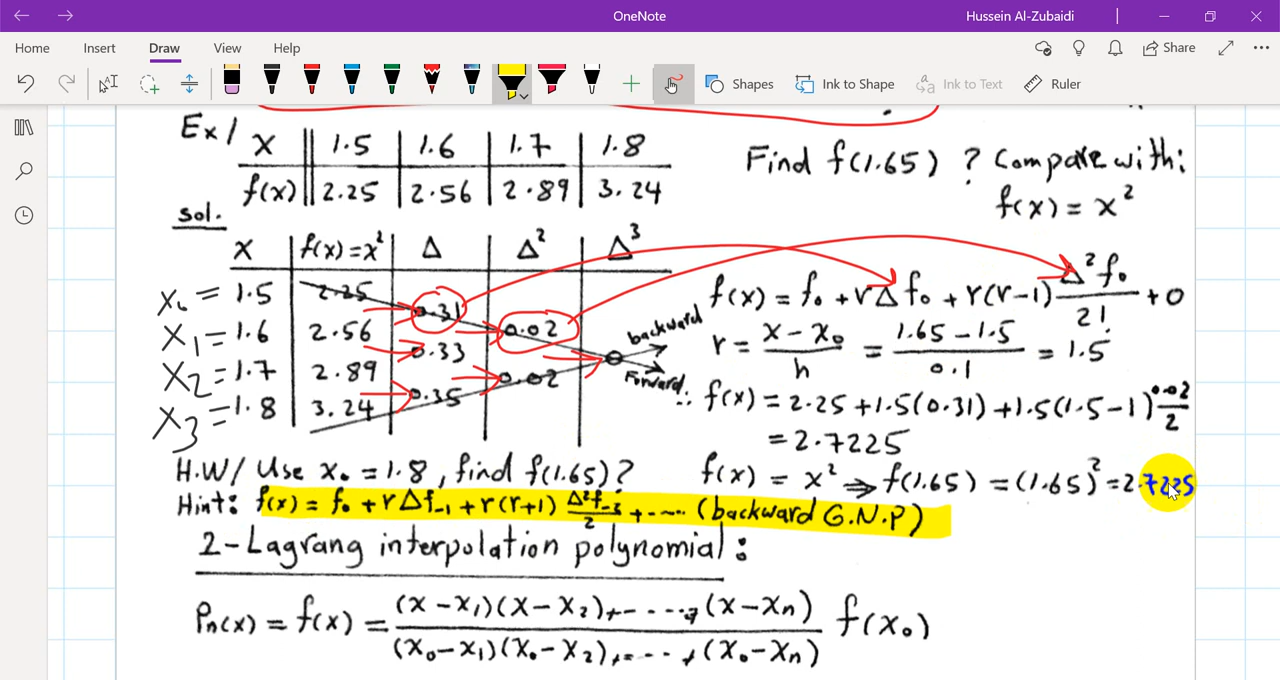 OneNote
Hussein Al-Zubaidi
Home Insert Draw View Help
Share
Shapes Ink to Shape Ink to Text Ruler
Ex/ x | 1.5 | 1.6 | 1.7 | 1.8
f(x) | 2.25 | 2.56 | 2.89 | 3.24
Find f(1.65) ? Compare with:
f(x) = x²
sol.
x | f(x)=x² | Δ | Δ² | Δ³
x₀ = 1.5 2.25
0.31
x₁ = 1.6 2.56 0.02
0.33
x₂ = 1.7 2.89 0.02
0.35
x₃ = 1.8 3.24
backward
Forward
f(x) = f₀ + rΔf₀ + r(r-1) Δ²f₀/2! + 0
r = (x - x₀)/h = (1.65 - 1.5)/0.1 = 1.5
∴ f(x) = 2.25 + 1.5(0.31) + 1.5(1.5-1) 0.02/2
= 2.7225
f(x) = x² ⇒ f(1.65) = (1.65)² = 2.7225
H.W/ Use x₀ = 1.8, find f(1.65)?
Hint: f(x) = f₀ + rΔf₋₁ + r(r+1) Δ²f₋₃/2 + ---- (backward G.N.P)
2-Lagrang interpolation polynomial:
Pn(x) = f(x) = (x-x₁)(x-x₂),+----,(x-xn) / (x₀-x₁)(x₀-x₂),+----,+(x₀-xn) f(x₀)